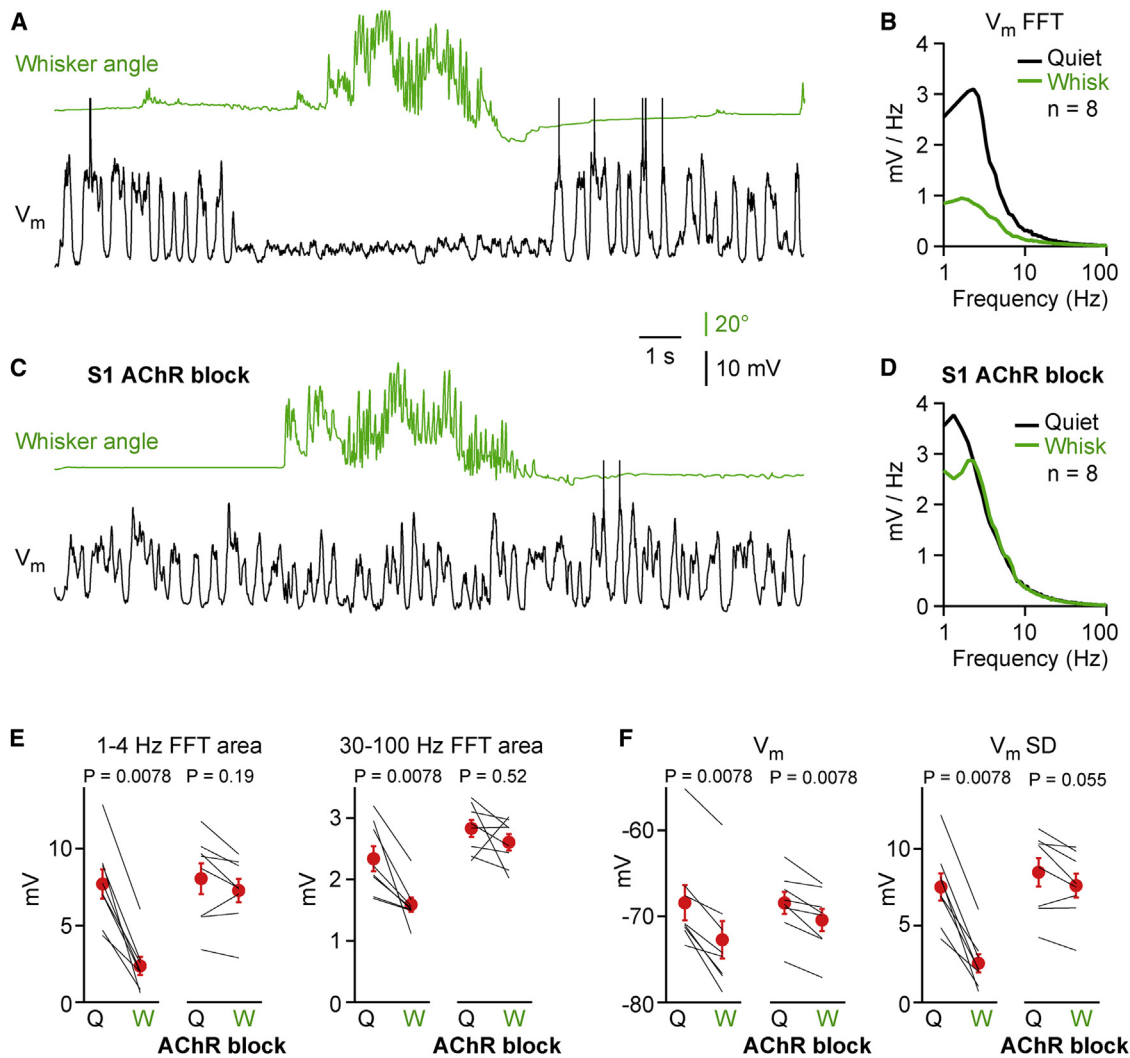 A
Whisker angle
Vm
B
Vm FFT
mV / Hz
4
3
2
1
0
Quiet
Whisk
n = 8
1 10 100
Frequency (Hz)
20°
1 s
10 mV
C
S1 AChR block
Whisker angle
Vm
D
S1 AChR block
mV / Hz
4
3
2
1
0
Quiet
Whisk
n = 8
1 10 100
Frequency (Hz)
E
1-4 Hz FFT area
P = 0.0078 P = 0.19
mV
10
5
0
Q W Q W
AChR block
30-100 Hz FFT area
P = 0.0078 P = 0.52
mV
3
2
1
0
Q W Q W
AChR block
F
Vm
P = 0.0078 P = 0.0078
mV
-60
-70
-80
Q W Q W
AChR block
Vm SD
P = 0.0078 P = 0.055
mV
10
5
0
Q W Q W
AChR block